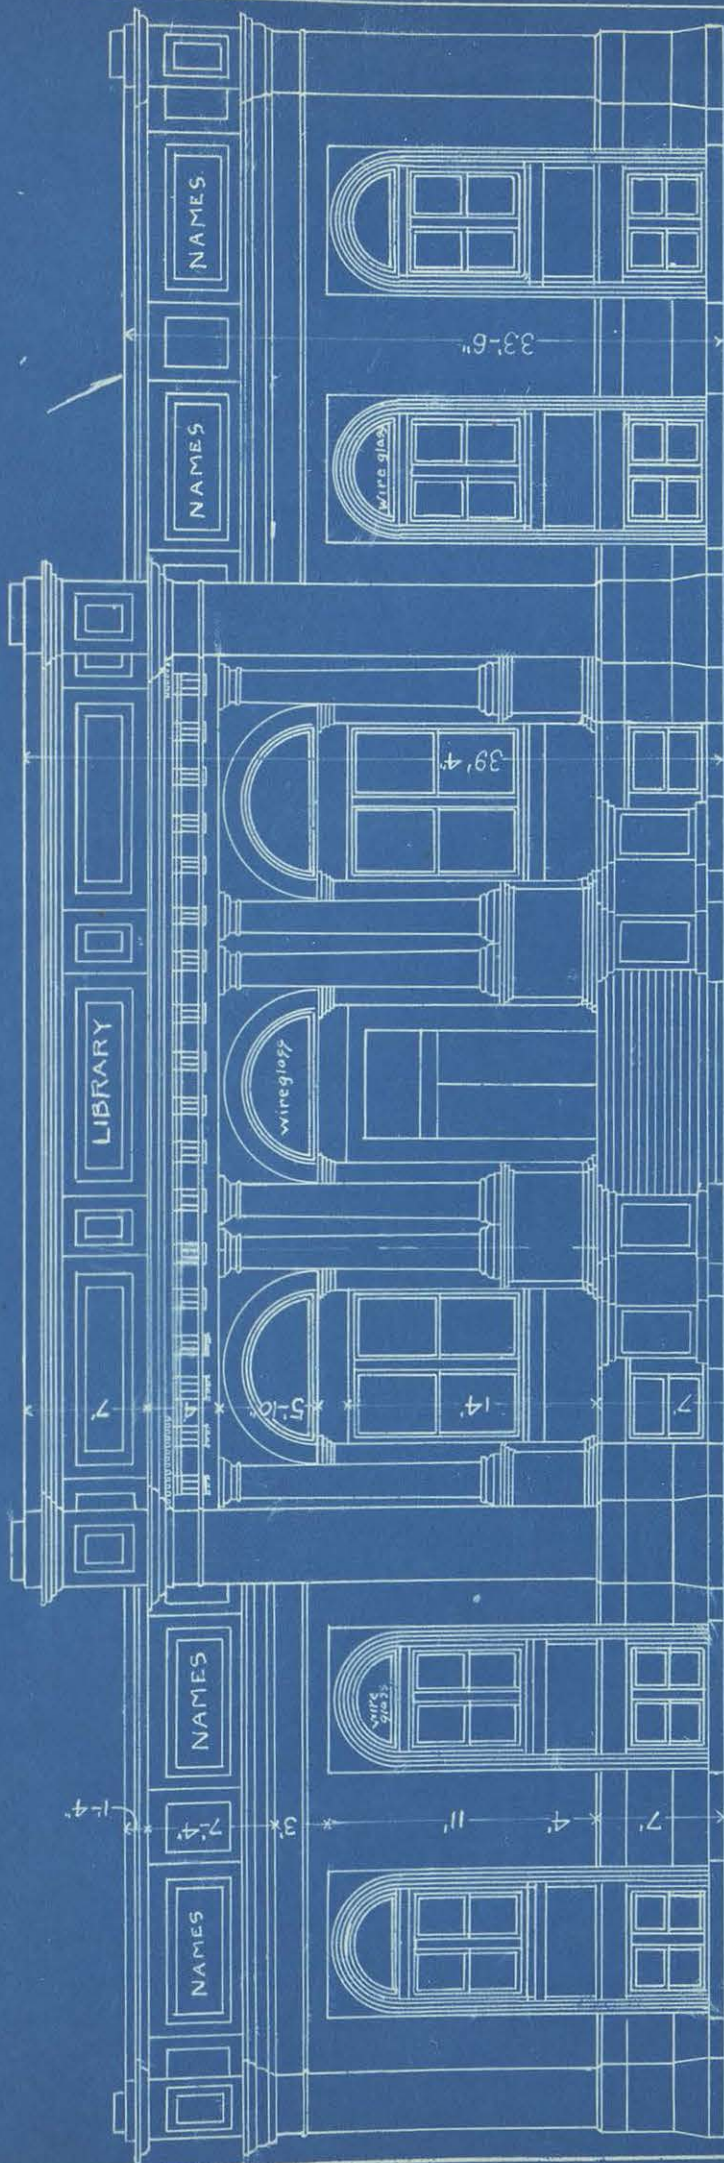 LIBRARY
7'
1'-4"
NAMES
7'-4"
NAMES
4'
NAMES
NAMES
5'-10"
wireglass
3'
wire
glass
wire glass
11'
14'
39'4"
33'-6"
4'
7'
7'